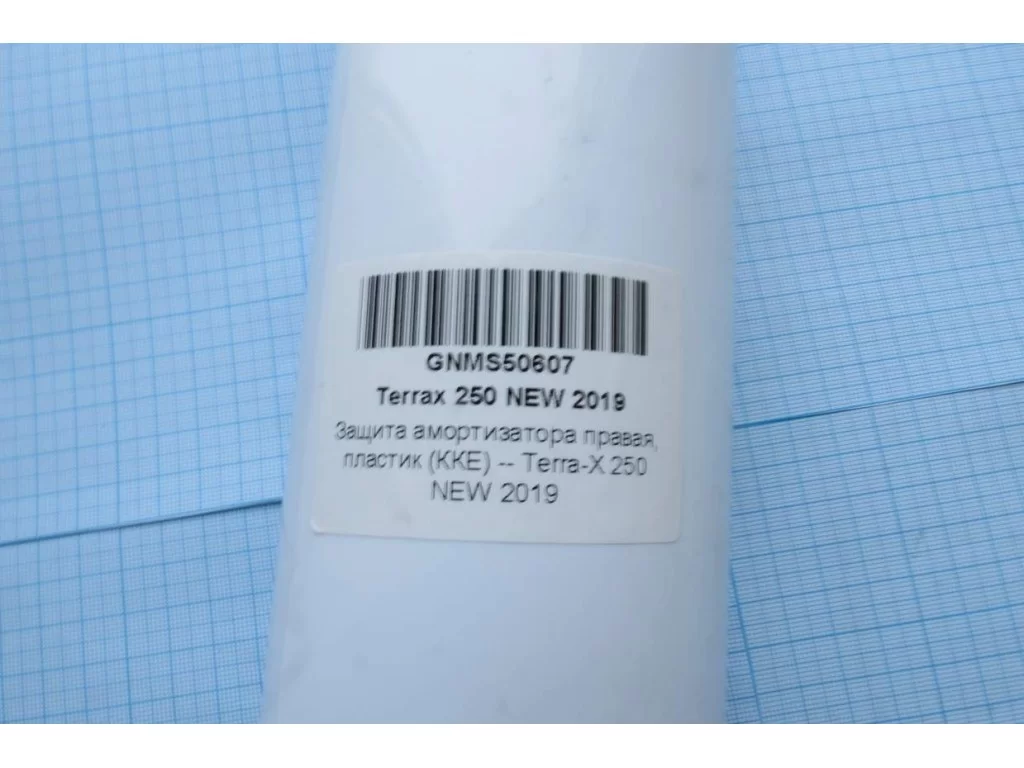 GNMS50607
Terrax 250 NEW 2019
Защита амортизатора правая,
пластик (KKE) -- Terra-X 250
NEW 2019